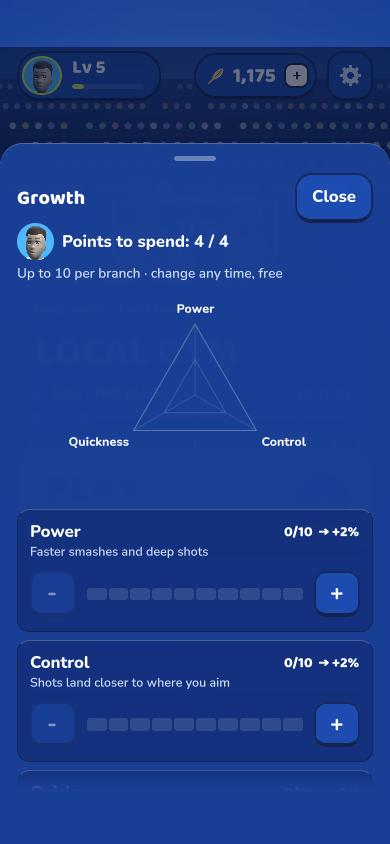 Lv 5
1,175
+
Growth
Close
Points to spend: 4 / 4
Up to 10 per branch · change any time, free
Power
Quickness
Control
Power
0/10 → +2%
Faster smashes and deep shots
-
+
Control
0/10 → +2%
Shots land closer to where you aim
-
+